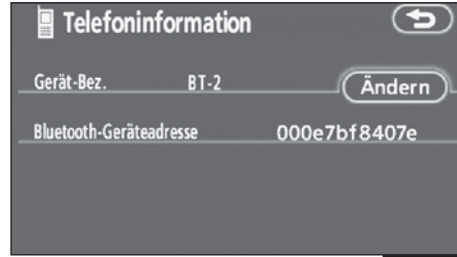 Telefoninformation
Gerät-Bez. BT-2 Ändern
Bluetooth-Geräteadresse 000e7bf8407e